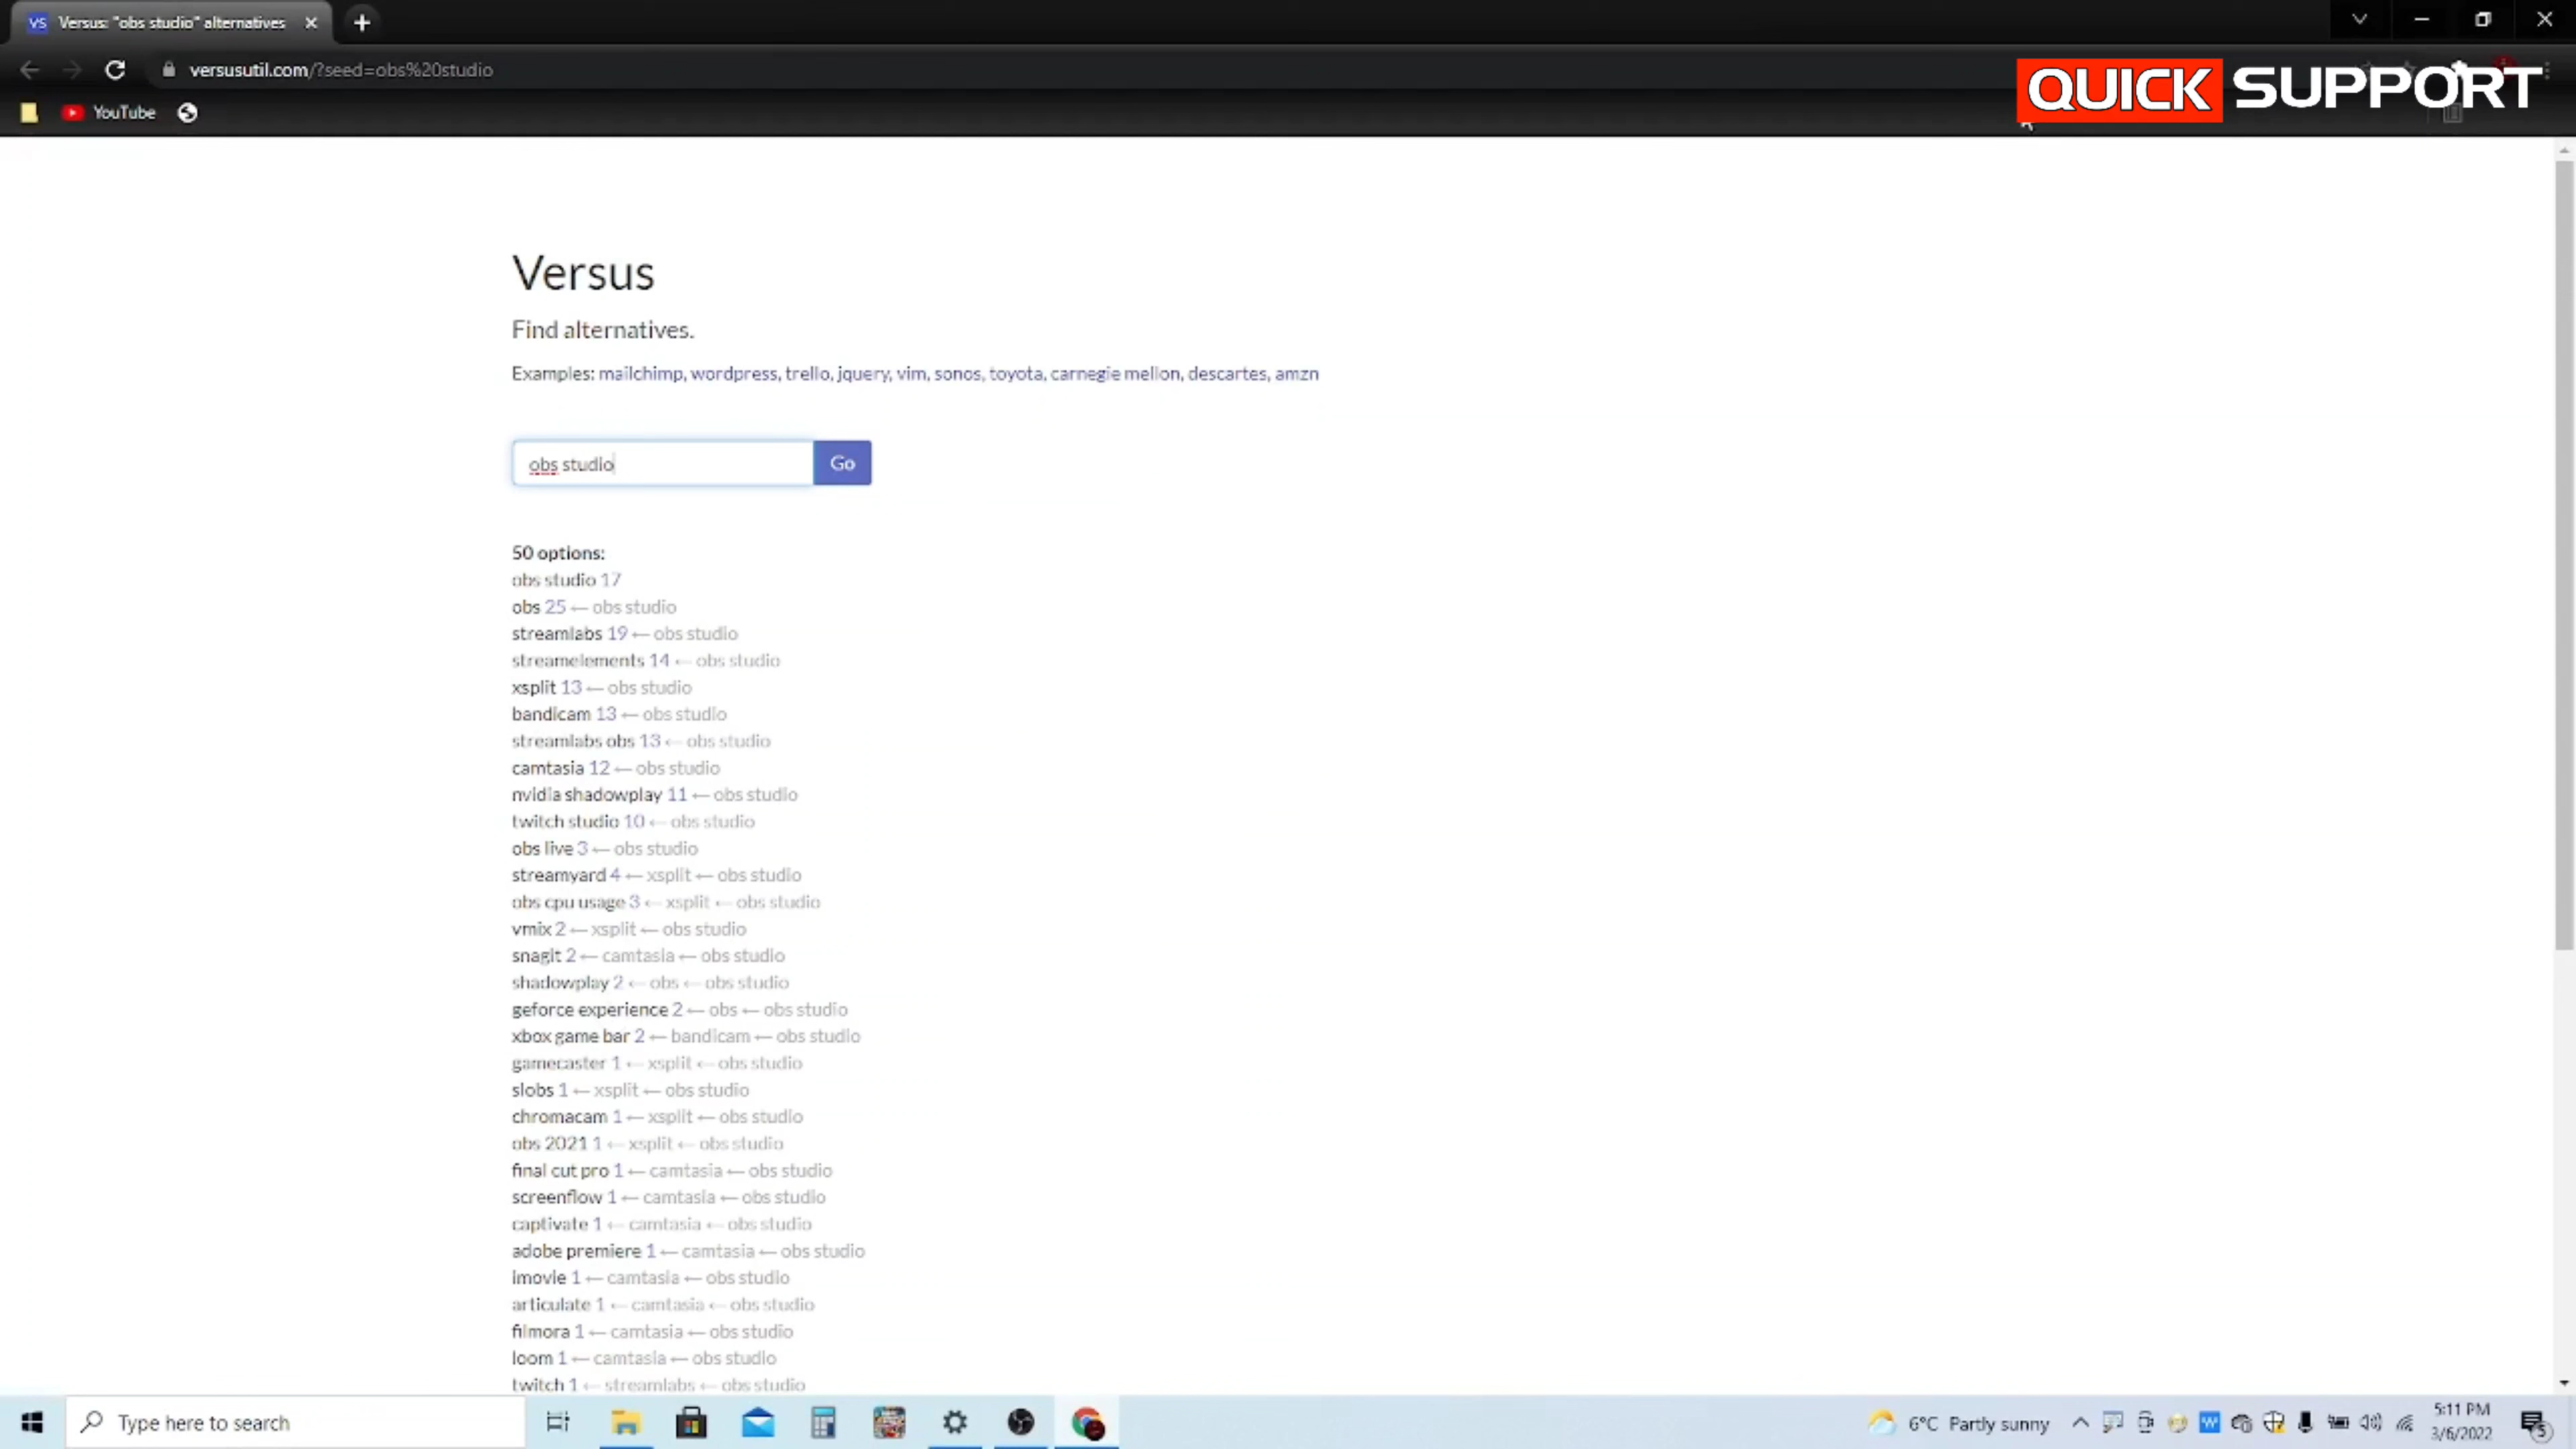 VS Versus: "obs studio" alternatives
versusutil.com/?seed=obs%20studio
YouTube
QUICK SUPPORT
Versus
Find alternatives.
Examples: mailchimp, wordpress, trello, jquery, vim, sonos, toyota, carnegie mellon, descartes, amzn
obs studio
Go
50 options:
obs studio 17
obs 25 ← obs studio
streamlabs 19 ← obs studio
streamelements 14 ← obs studio
xsplit 13 ← obs studio
bandicam 13 ← obs studio
streamlabs obs 13 ← obs studio
camtasia 12 ← obs studio
nvidia shadowplay 11 ← obs studio
twitch studio 10 ← obs studio
obs live 3 ← obs studio
streamyard 4 ← xsplit ← obs studio
obs cpu usage 3 ← xsplit ← obs studio
vmix 2 ← xsplit ← obs studio
snagit 2 ← camtasia ← obs studio
shadowplay 2 ← obs ← obs studio
geforce experience 2 ← obs ← obs studio
xbox game bar 2 ← bandicam ← obs studio
gamecaster 1 ← xsplit ← obs studio
slobs 1 ← xsplit ← obs studio
chromacam 1 ← xsplit ← obs studio
obs 2021 1 ← xsplit ← obs studio
final cut pro 1 ← camtasia ← obs studio
screenflow 1 ← camtasia ← obs studio
captivate 1 ← camtasia ← obs studio
adobe premiere 1 ← camtasia ← obs studio
imovie 1 ← camtasia ← obs studio
articulate 1 ← camtasia ← obs studio
filmora 1 ← camtasia ← obs studio
loom 1 ← camtasia ← obs studio
twitch 1 ← streamlabs ← obs studio
Type here to search
6°C Partly sunny
W
5:11 PM
3/6/2022
5